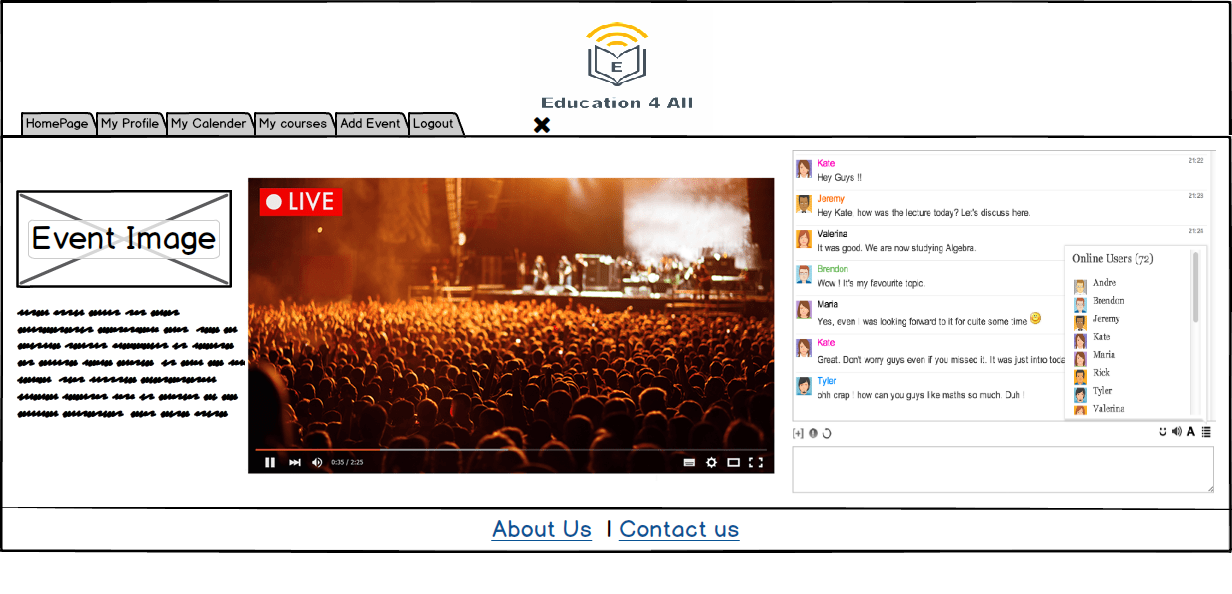 E
Education 4 All
HomePage
My Profile
My Calender
My courses
Add Event
Logout
Event Image
LIVE
0:35 / 2:25
Kate 21:22
Hey Guys !!
Jeremy 21:23
Hey Kate how was the lecture today? Let's discuss here.
Valerina
It was good. We are now studying Algebra.
Brendon
Wow ! It's my favourite topic.
Maria
Yes, even I was looking forward to it for quite some time
Kate
Great. Don't worry guys even if you missed it. It was just intro toda
Tyler
ohh crap ! how can you guys like maths so much. Duh !
Online Users (72)
Andre
Brendon
Jeremy
Kate
Maria
Rick
Tyler
Valerina
[+]
A
About Us | Contact us